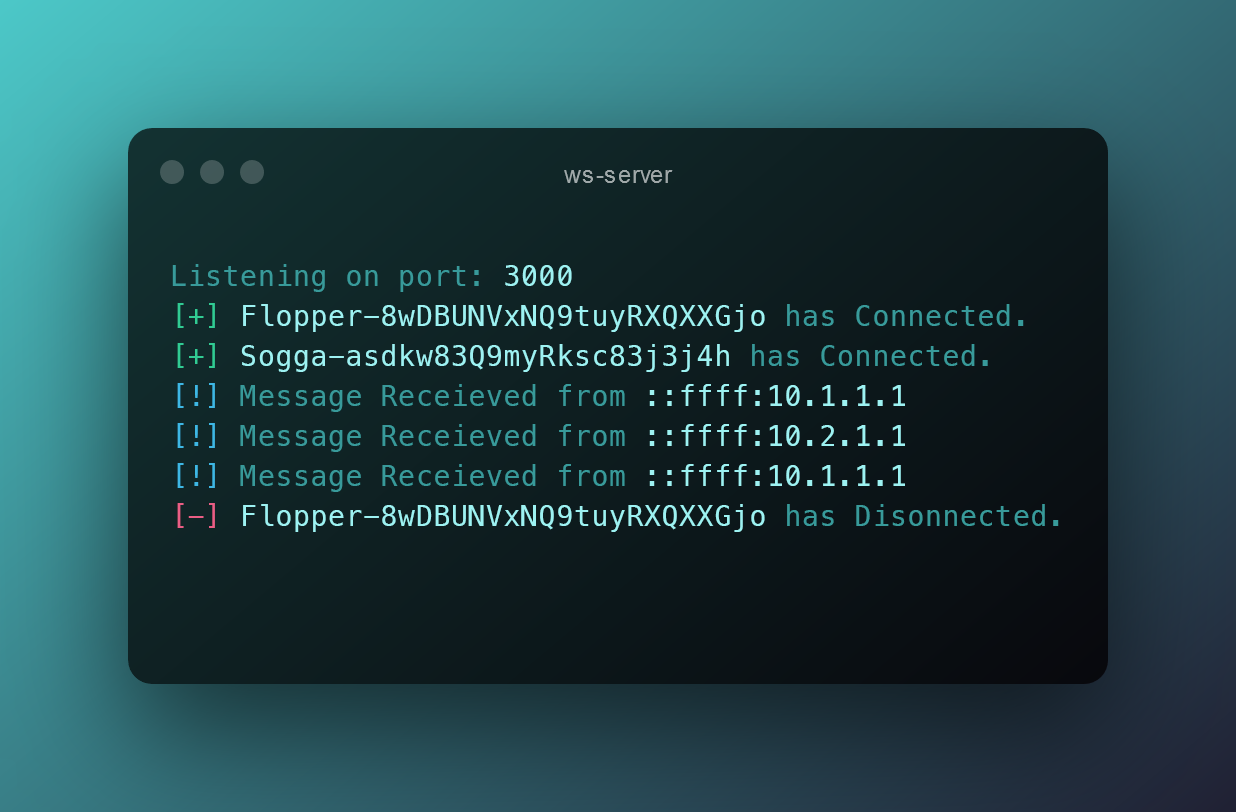 ws-server
Listening on port: 3000
[+] Flopper-8wDBUNVxNQ9tuyRXQXXGjo has Connected.
[+] Sogga-asdkw83Q9myRksc83j3j4h has Connected.
[!] Message Receieved from ::ffff:10.1.1.1
[!] Message Receieved from ::ffff:10.2.1.1
[!] Message Receieved from ::ffff:10.1.1.1
[-] Flopper-8wDBUNVxNQ9tuyRXQXXGjo has Disonnected.